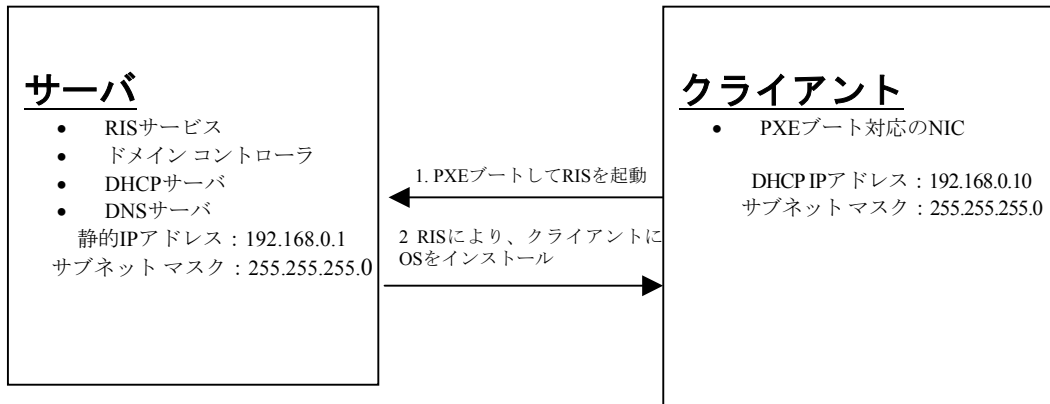 サーバ
• RISサービス
• ドメイン コントローラ
• DHCPサーバ
• DNSサーバ
静的IPアドレス：192.168.0.1
サブネット マスク：255.255.255.0
1. PXEブートしてRISを起動
2 RISにより、クライアントに
OSをインストール
クライアント
• PXEブート対応のNIC
DHCP IPアドレス：192.168.0.10
サブネット マスク：255.255.255.0